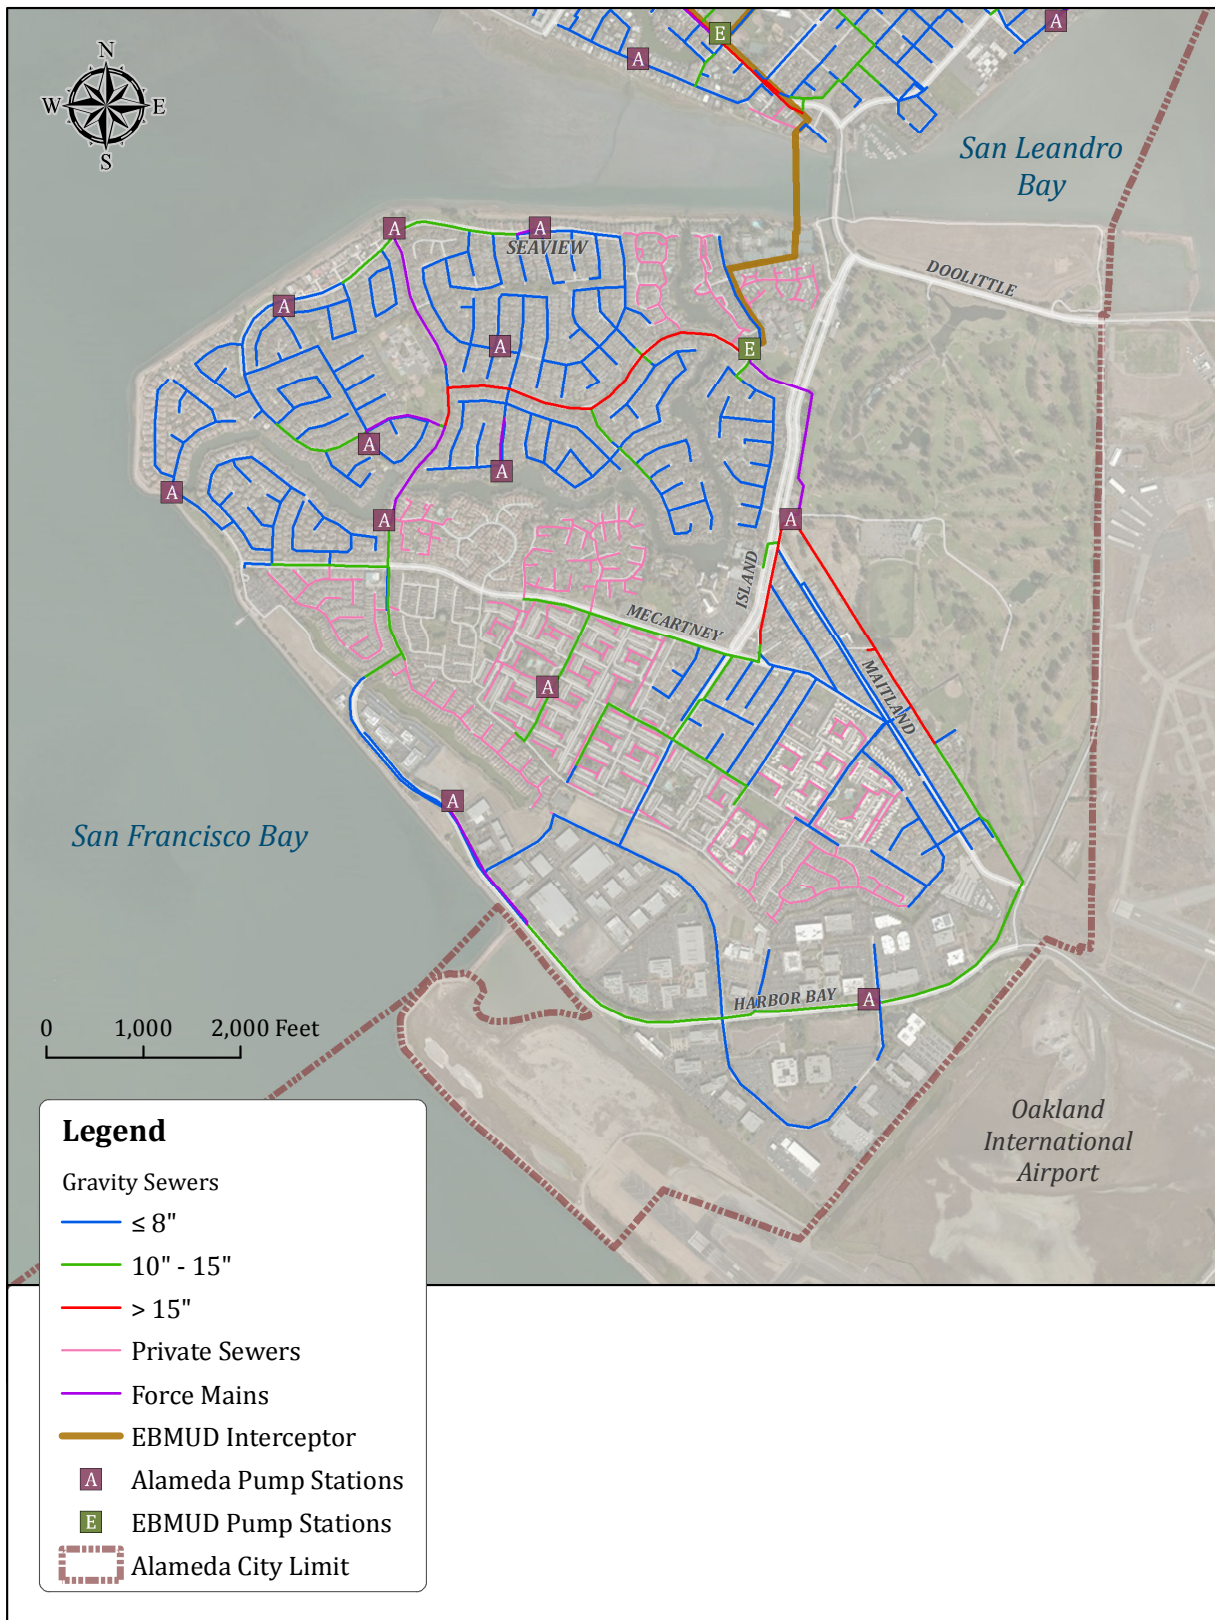 E
A
A
N
W E
S
San Leandro
Bay
A
A
SEAVIEW
DOOLITTLE
A
A
E
A
A
A
A
A
ISLAND
MECARTNEY
MAITLAND
A
A
San Francisco Bay
HARBOR BAY
A
0 1,000 2,000 Feet
Oakland
International
Airport
Legend
Gravity Sewers
≤ 8"
10" - 15"
> 15"
Private Sewers
Force Mains
EBMUD Interceptor
A Alameda Pump Stations
E EBMUD Pump Stations
Alameda City Limit